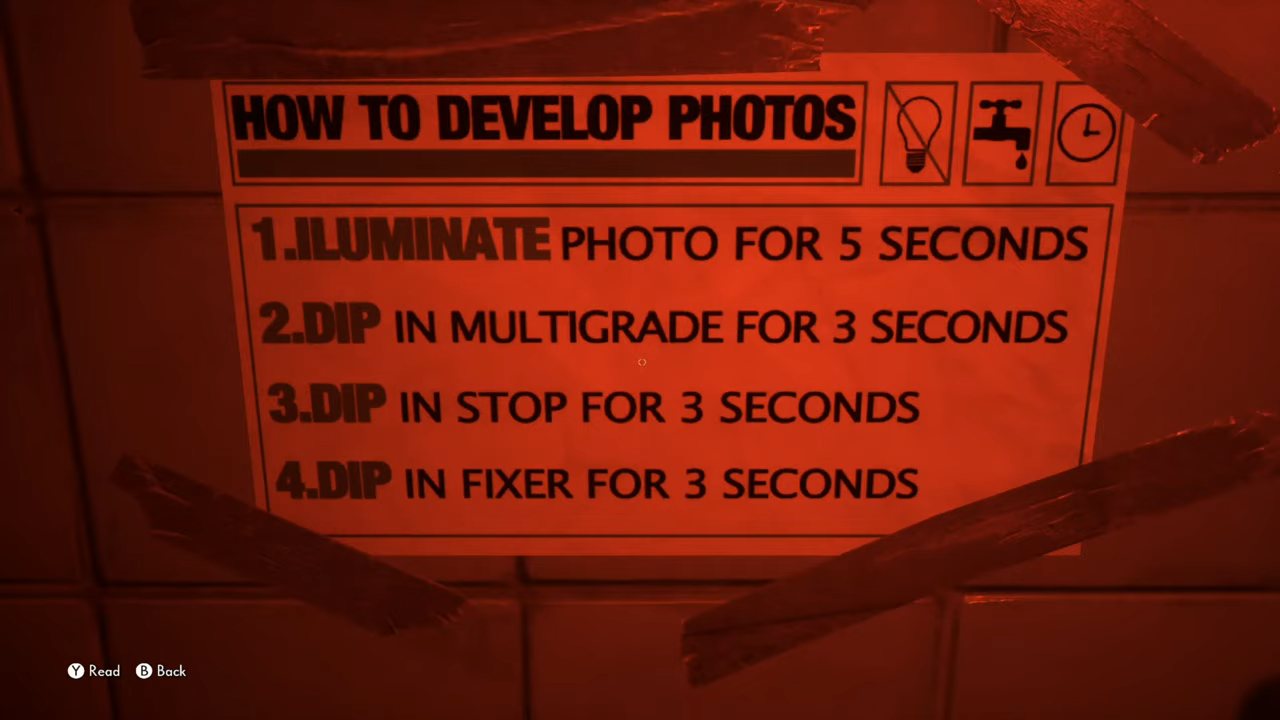 HOW TO DEVELOP PHOTOS
1.ILUMINATE PHOTO FOR 5 SECONDS
2.DIP IN MULTIGRADE FOR 3 SECONDS
3.DIP IN STOP FOR 3 SECONDS
4.DIP IN FIXER FOR 3 SECONDS
Y Read B Back